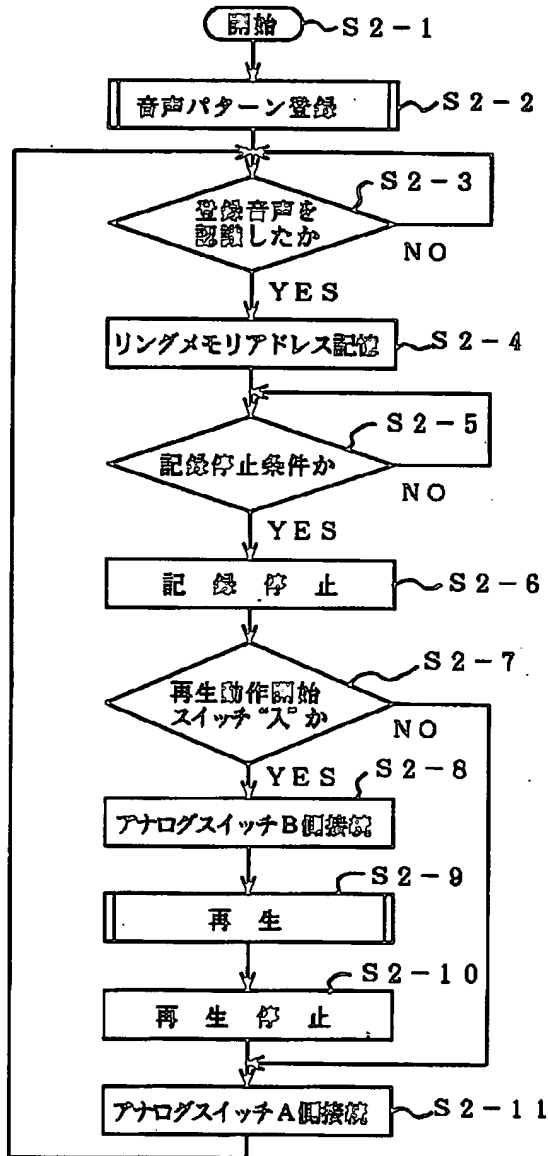 開始 S2-1
音声パターン登録 S2-2
S2-3
登録音声を
認識したか
NO
YES
リングメモリアドレス記憶 S2-4
S2-5
記録停止条件か
NO
YES
記録停止 S2-6
S2-7
再生動作開始
スイッチ“入”か
NO
YES S2-8
アナログスイッチB側接続
S2-9
再生
S2-10
再生停止
アナログスイッチA側接続 S2-11